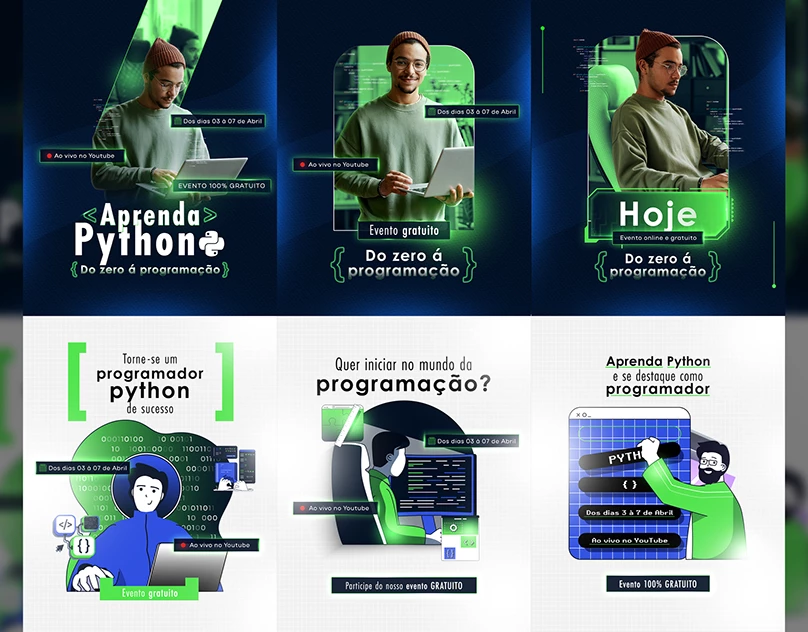 Dos dias 03 à 07 de Abril
Ao vivo no Youtube
EVENTO 100% GRATUITO
<Aprenda>
Python
{Do zero á programação}
Dos dias 03 à 07 de Abril
Ao vivo no Youtube
Evento gratuito
{Do zero á
programação}
Hoje
Evento online e gratuito
{Do zero á
programação}
[Torne-se um
programador
python
de sucesso]
000110100 00110
Dos dias 03 à 07 de Abril
</>
{}
Ao vivo no Youtube
Evento gratuito
Quer iniciar no mundo da
programação?
Dos dias 03 à 07 de Abril
Ao vivo no Youtube
Participe do nosso evento GRATUITO
Aprenda Python
e se destaque como
programador
PYTH
{ }
Dos dias 3 à 7 de Abril
Ao vivo no YouTube
Evento 100% GRATUITO